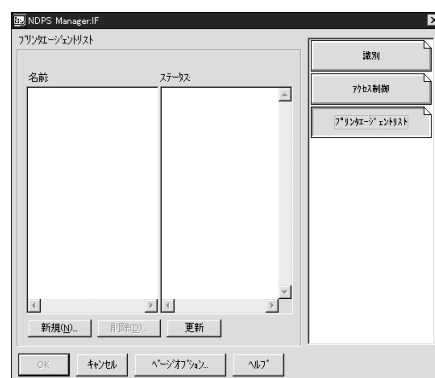 NDPS Manager:IF
プリンタエージェントリスト
名前:
ステータス:
新規(N)...
削除(D)...
更新
識別
アクセス制御
プリンタエージェントリスト
OK
キャンセル
ページオプション...
ヘルプ